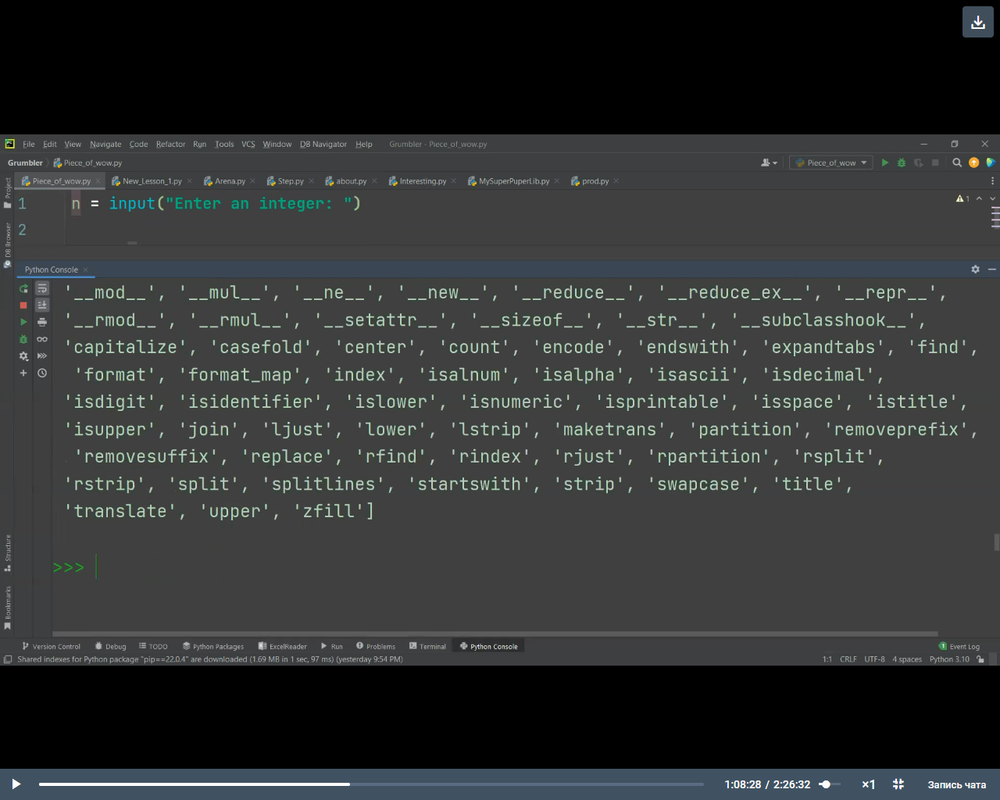 File Edit View Navigate Code Refactor Run Tools VCS Window DB Navigator Help Grumbler - Piece_of_wow.py
Grumbler Piece_of_wow.py Piece_of_wow
Piece_of_wow.py New_Lesson_1.py Arena.py Step.py about.py Interesting.py MySuperPuperLib.py prod.py
Project
DB Browser
1 n = input("Enter an integer: ") 1
2
Python Console
'__mod__', '__mul__', '__ne__', '__new__', '__reduce__', '__reduce_ex__', '__repr__',
'__rmod__', '__rmul__', '__setattr__', '__sizeof__', '__str__', '__subclasshook__',
'capitalize', 'casefold', 'center', 'count', 'encode', 'endswith', 'expandtabs', 'find',
'format', 'format_map', 'index', 'isalnum', 'isalpha', 'isascii', 'isdecimal',
'isdigit', 'isidentifier', 'islower', 'isnumeric', 'isprintable', 'isspace', 'istitle',
'isupper', 'join', 'ljust', 'lower', 'lstrip', 'maketrans', 'partition', 'removeprefix',
'removesuffix', 'replace', 'rfind', 'rindex', 'rjust', 'rpartition', 'rsplit',
'rstrip', 'split', 'splitlines', 'startswith', 'strip', 'swapcase', 'title',
'translate', 'upper', 'zfill']
>>>
Structure
Bookmarks
Version Control Debug TODO Python Packages ExcelReader Run Problems Terminal Python Console 1 Event Log
Shared indexes for Python package "pip==22.0.4" are downloaded (1.69 MB in 1 sec, 97 ms) (yesterday 9:54 PM) 1:1 CRLF UTF-8 4 spaces Python 3.10
1:08:28 / 2:26:32 ×1 Запись чата